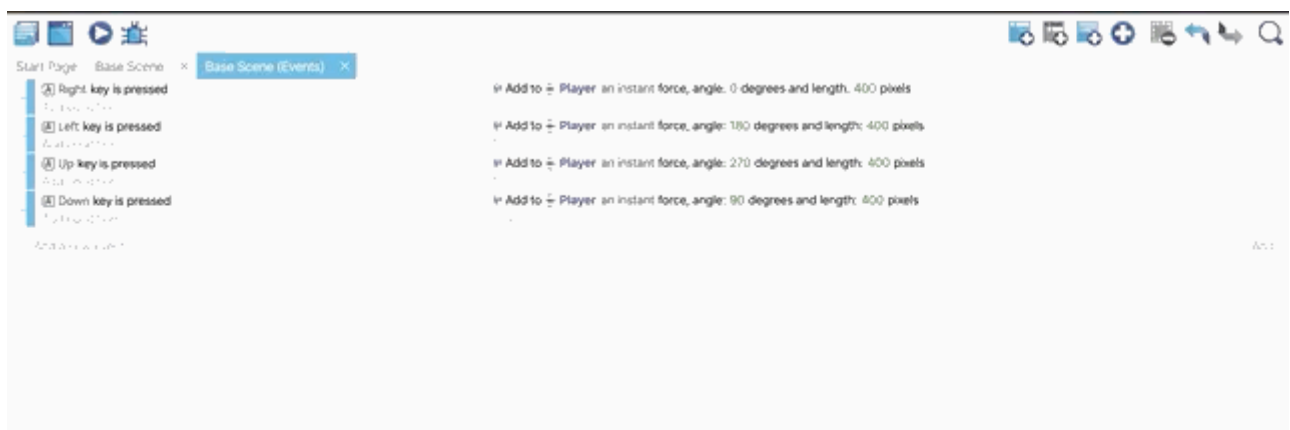 Start Page Base Scene × Base Scene (Events) ×
Right key is pressed Add to Player an instant force, angle: 0 degrees and length: 400 pixels
Left key is pressed Add to Player an instant force, angle: 180 degrees and length: 400 pixels
Up key is pressed Add to Player an instant force, angle: 270 degrees and length: 400 pixels
Down key is pressed Add to Player an instant force, angle: 90 degrees and length: 400 pixels